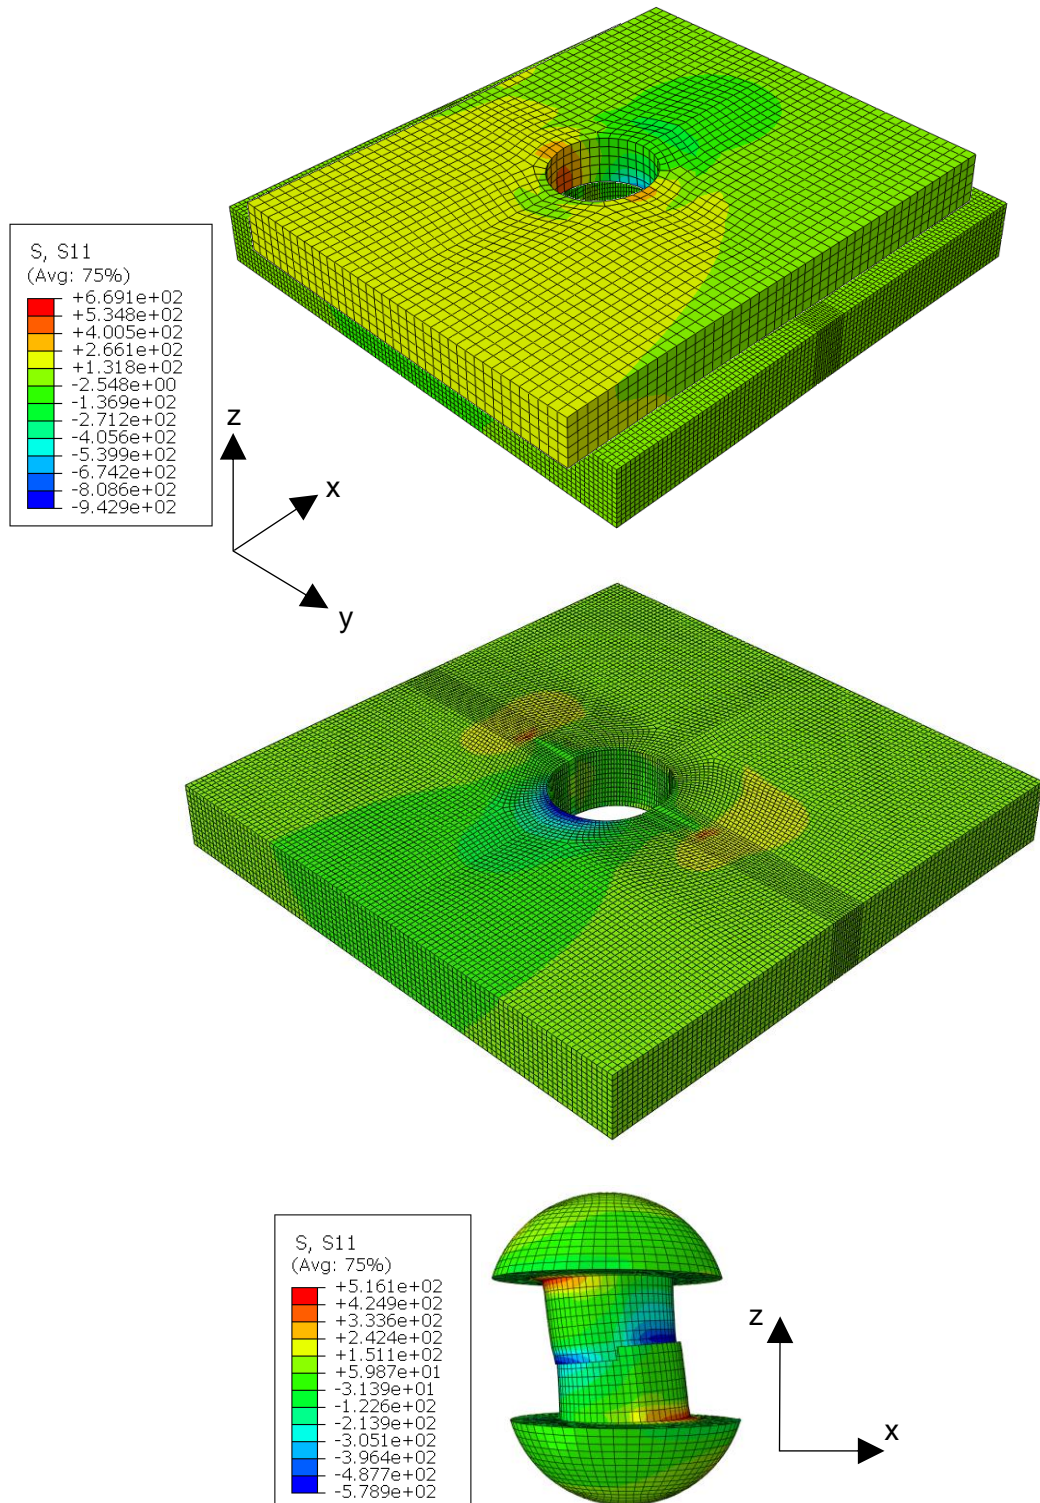 S, S11
(Avg: 75%)
+6.691e+02
+5.348e+02
+4.005e+02
+2.661e+02
+1.318e+02
-2.548e+00
-1.369e+02
-2.712e+02
-4.056e+02
-5.399e+02
-6.742e+02
-8.086e+02
-9.429e+02
z
x
y
S, S11
(Avg: 75%)
+5.161e+02
+4.249e+02
+3.336e+02
+2.424e+02
+1.511e+02
+5.987e+01
-3.139e+01
-1.226e+02
-2.139e+02
-3.051e+02
-3.964e+02
-4.877e+02
-5.789e+02
z
x